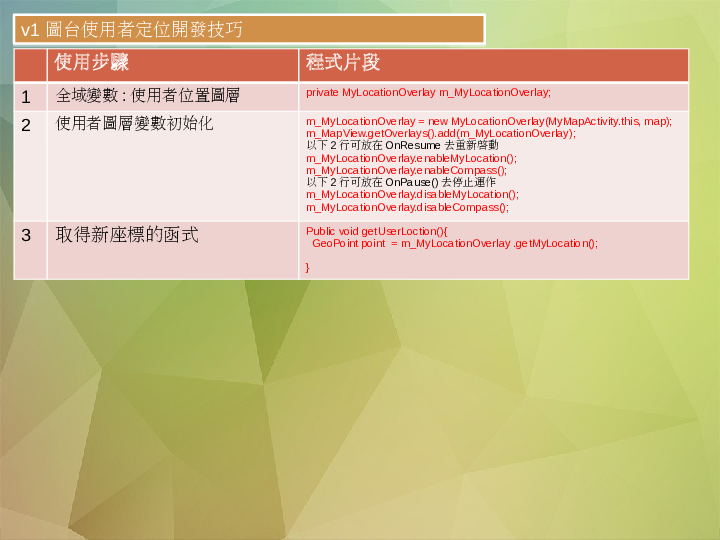 v1 圖台使用者定位開發技巧
使用步驟
程式片段
1
全域變數 : 使用者位置圖層
private MyLocationOverlay m_MyLocationOverlay;
2
使用者圖層變數初始化
m_MyLocationOverlay = new MyLocationOverlay(MyMapActivity.this, map);
m_MapView.getOverlays().add(m_MyLocationOverlay);
以下 2 行可放在 OnResume 去重新啓動
m_MyLocationOverlay.enableMyLocation();
m_MyLocationOverlay.enableCompass();
以下 2 行可放在 OnPause() 去停止運作
m_MyLocationOverlay.disableMyLocation();
m_MyLocationOverlay.disableCompass();
3
取得新座標的函式
Public void getUserLoction(){
GeoPoint point = m_MyLocationOverlay .getMyLocation();
}